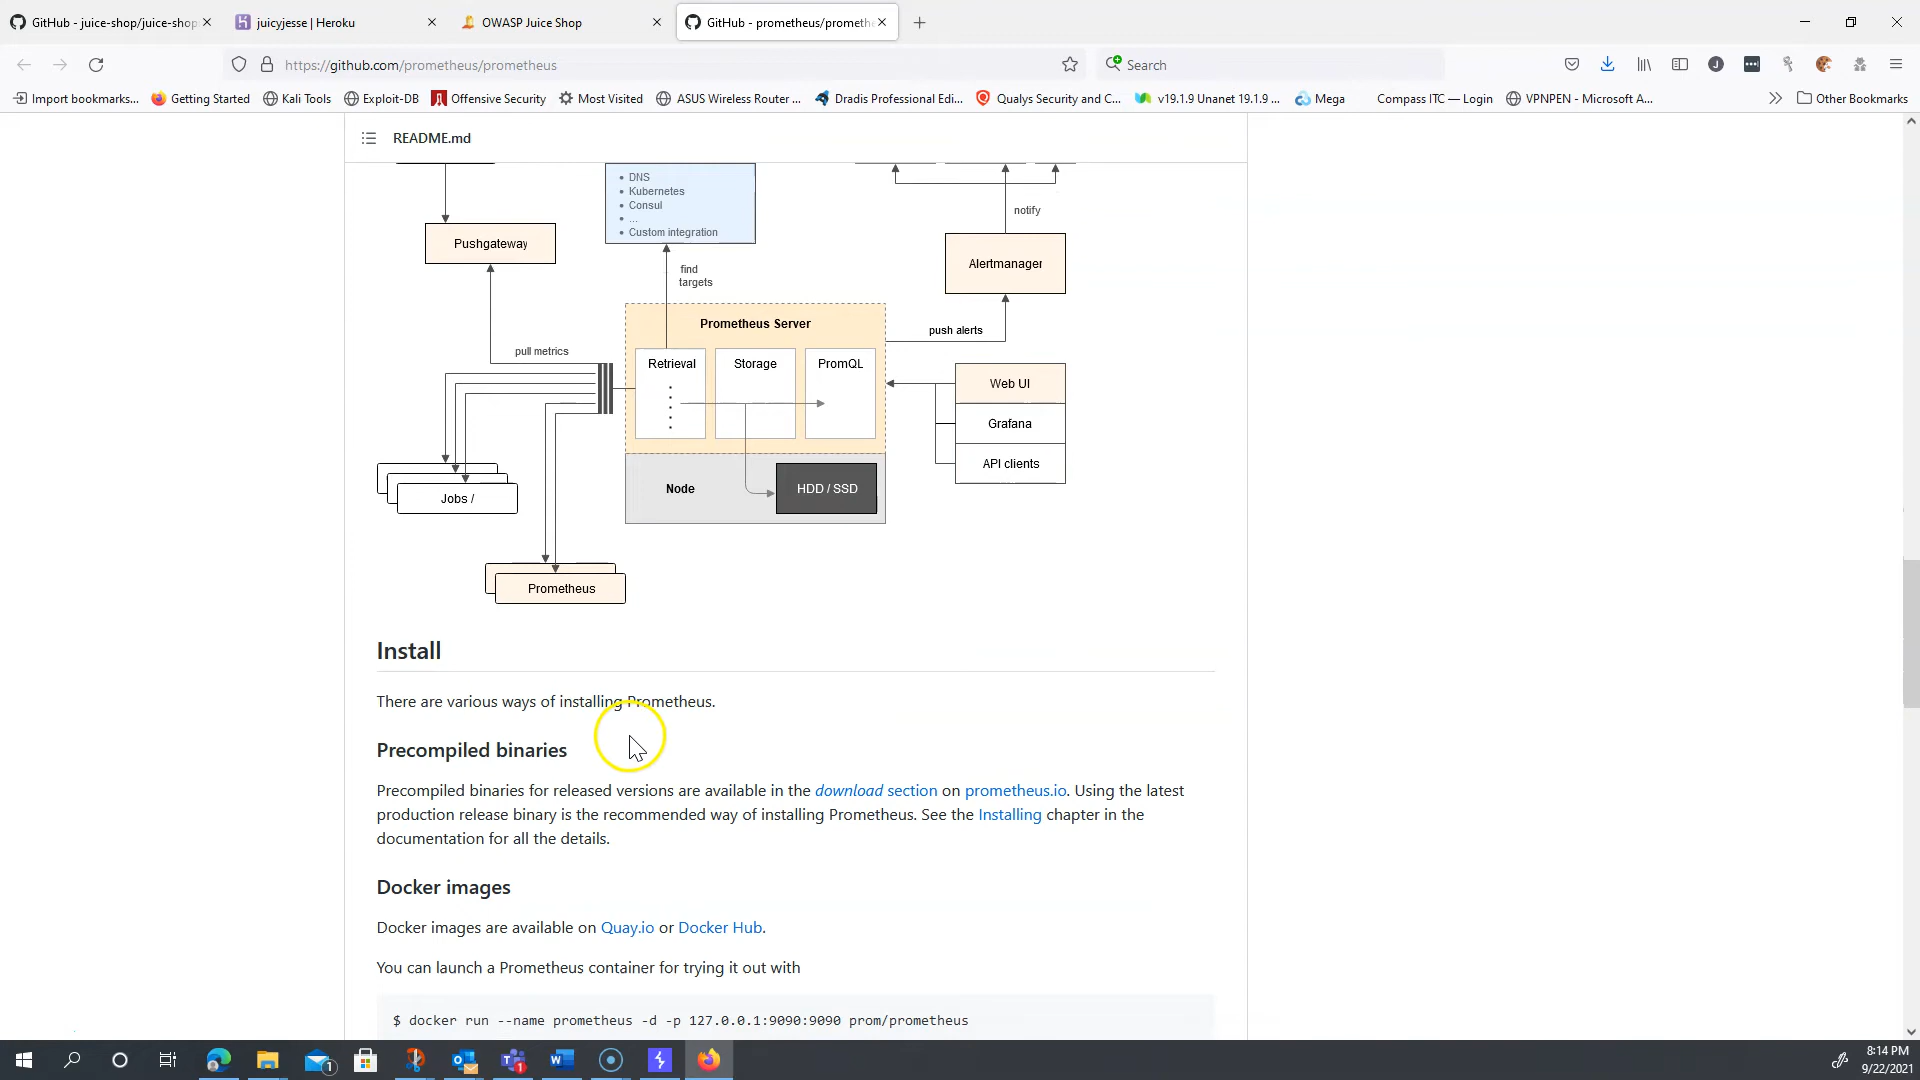 GitHub - juice-shop/juice-shop:
juicyjesse | Heroku
OWASP Juice Shop
GitHub - prometheus/prometh
https://github.com/prometheus/prometheus
Search
Import bookmarks...
Getting Started
Kali Tools
Exploit-DB
Offensive Security
Most Visited
ASUS Wireless Router ...
Dradis Professional Edi...
Qualys Security and C...
v19.1.9 Unanet 19.1.9 ...
Mega
Compass ITC — Login
VPNPEN - Microsoft A...
Other Bookmarks
README.md
• DNS
• Kubernetes
• Consul
• ...
• Custom integration
notify
Pushgateway
Alertmanager
find
targets
Prometheus Server
push alerts
pull metrics
Retrieval
Storage
PromQL
Web UI
Grafana
API clients
Node
HDD / SSD
Jobs /
Prometheus
Install
There are various ways of installing Prometheus.
Precompiled binaries
Precompiled binaries for released versions are available in the download section on prometheus.io. Using the latest
production release binary is the recommended way of installing Prometheus. See the Installing chapter in the
documentation for all the details.
Docker images
Docker images are available on Quay.io or Docker Hub.
You can launch a Prometheus container for trying it out with
$ docker run --name prometheus -d -p 127.0.0.1:9090:9090 prom/prometheus
8:14 PM
9/22/2021